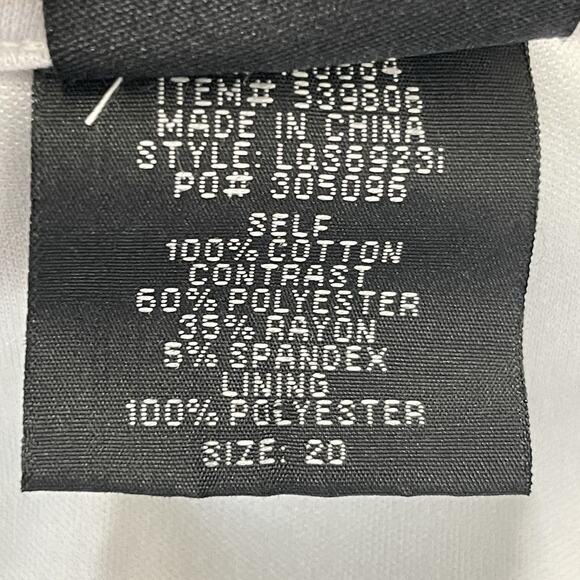 ITEM# 539806
MADE IN CHINA
STYLE: LQS6923i
PO# 305096
SELF
100% COTTON
CONTRAST
60% POLYESTER
35% RAYON
5% SPANDEX
LINING
100% POLYESTER
SIZE: 20